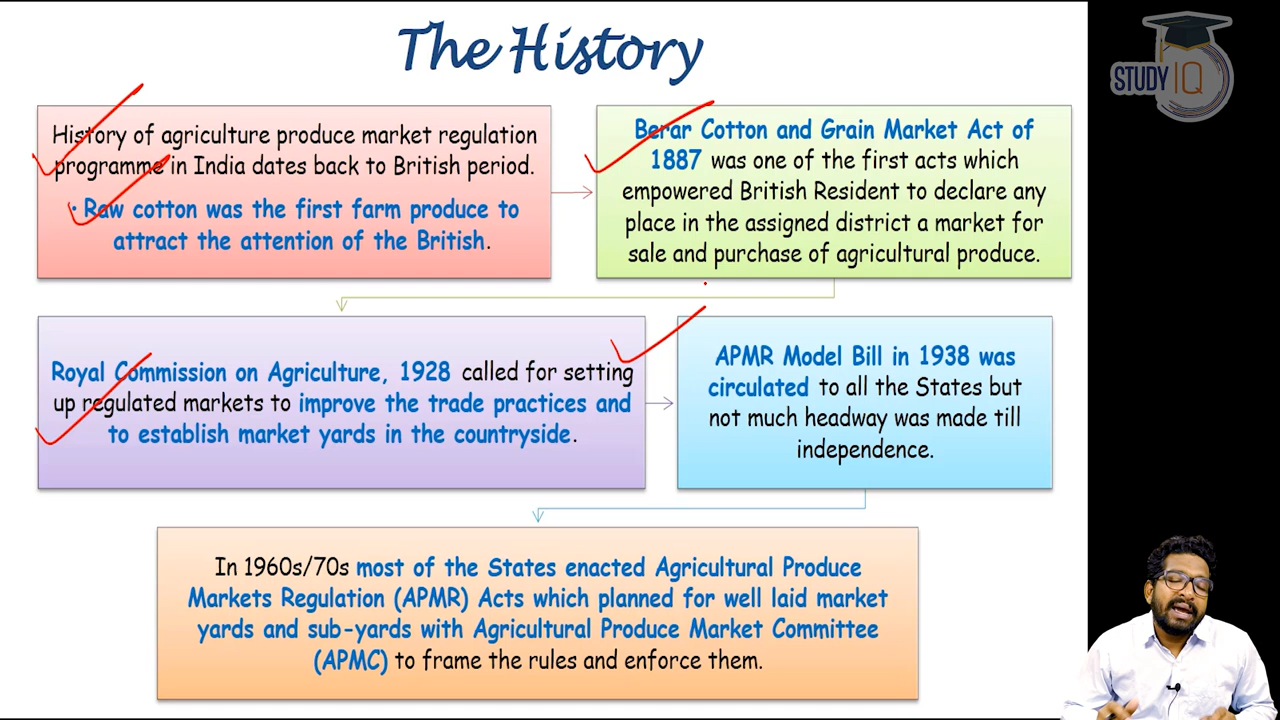 The History
STUDY IQ
History of agriculture produce market regulation
programme in India dates back to British period.
• Raw cotton was the first farm produce to
attract the attention of the British.
Berar Cotton and Grain Market Act of
1887 was one of the first acts which
empowered British Resident to declare any
place in the assigned district a market for
sale and purchase of agricultural produce.
Royal Commission on Agriculture, 1928 called for setting
up regulated markets to improve the trade practices and
to establish market yards in the countryside.
APMR Model Bill in 1938 was
circulated to all the States but
not much headway was made till
independence.
In 1960s/70s most of the States enacted Agricultural Produce
Markets Regulation (APMR) Acts which planned for well laid market
yards and sub-yards with Agricultural Produce Market Committee
(APMC) to frame the rules and enforce them.